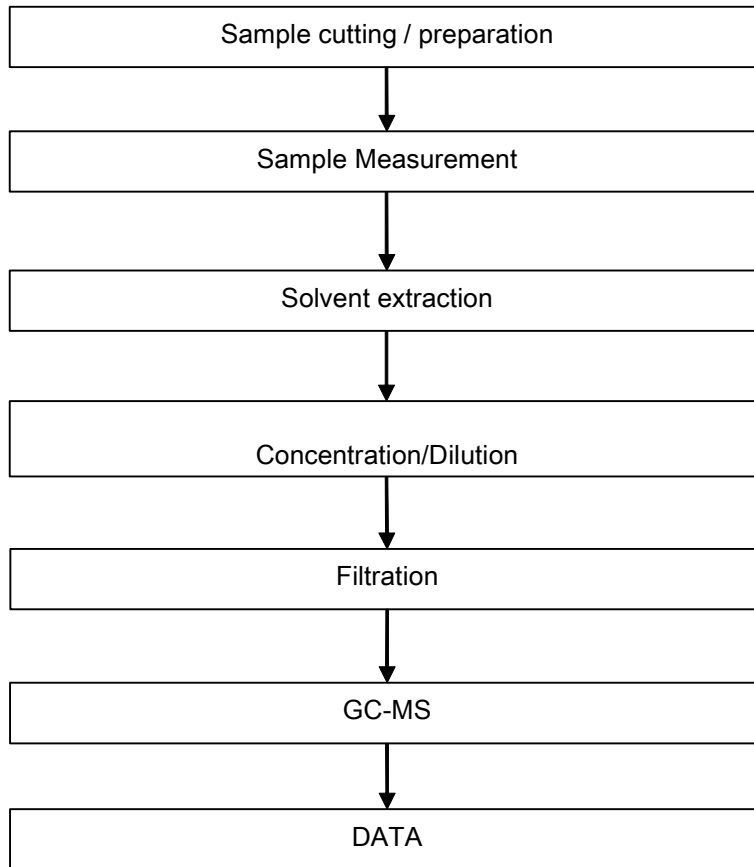 Sample cutting / preparation
Sample Measurement
Solvent extraction
Concentration/Dilution
Filtration
GC-MS
DATA